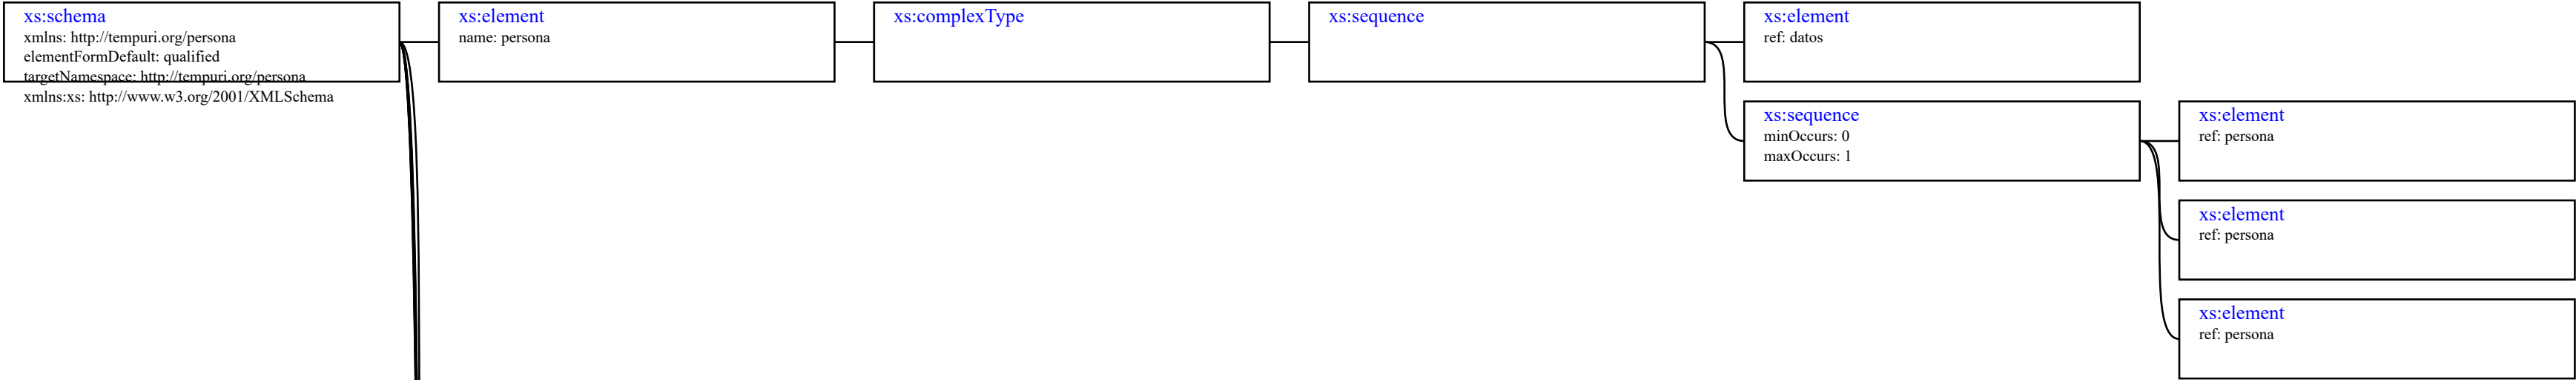 xs:schema
xmlns: http://tempuri.org/persona
elementFormDefault: qualified
targetNamespace: http://tempuri.org/persona
xmlns:xs: http://www.w3.org/2001/XMLSchema
xs:element
name: persona
xs:complexType
xs:sequence
xs:element
ref: datos
xs:sequence
minOccurs: 0
maxOccurs: 1
xs:element
ref: persona
xs:element
ref: persona
xs:element
ref: persona